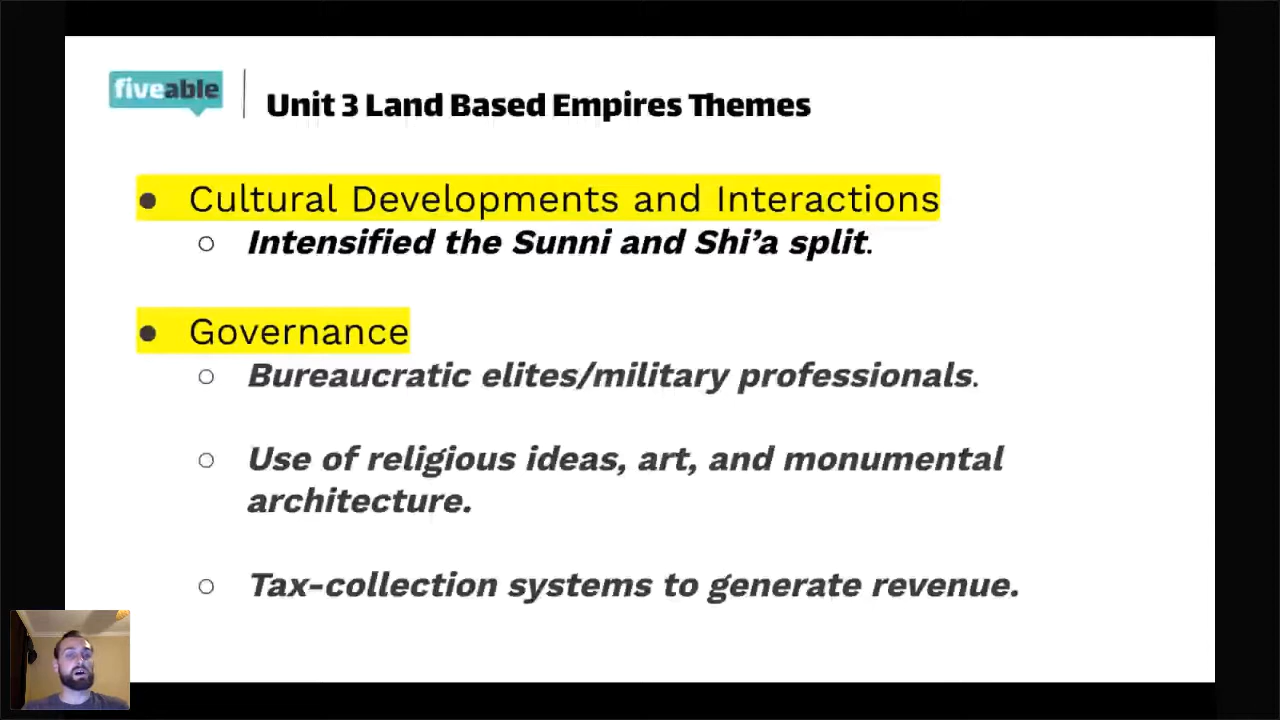 fiveable
Unit 3 Land Based Empires Themes
● Cultural Developments and Interactions
○ Intensified the Sunni and Shi’a split.
● Governance
○ Bureaucratic elites/military professionals.
○ Use of religious ideas, art, and monumental
architecture.
○ Tax-collection systems to generate revenue.